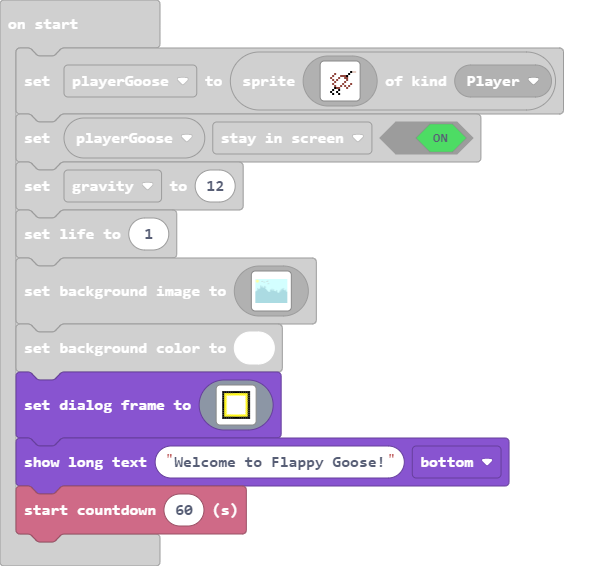 on start
set playerGoose to sprite of kind Player
set playerGoose stay in screen ON
set gravity to 12
set life to 1
set background image to
set background color to
set dialog frame to
show long text "Welcome to Flappy Goose!" bottom
start countdown 60 (s)